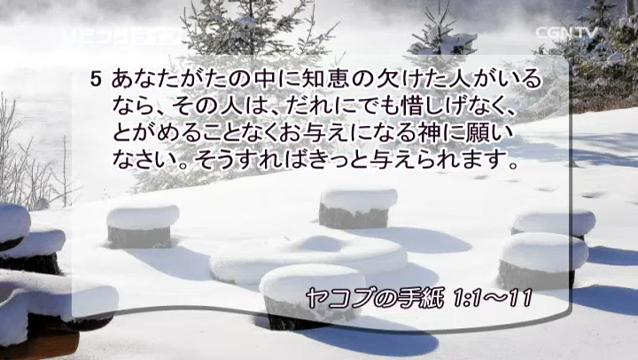 CGNTV
5 あなたがたの中に知恵の欠けた人がいる
なら、その人は、だれにでも惜しげなく、
とがめることなくお与えになる神に願い
なさい。そうすればきっと与えられます。
ヤコブの手紙 1:1~11